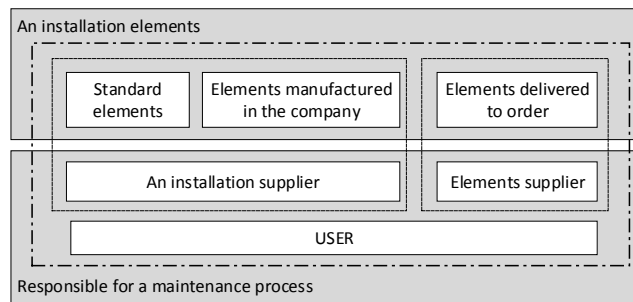 An installation elements
Standard
elements
Elements manufactured
in the company
Elements delivered
to order
An installation supplier
Elements supplier
USER
Responsible for a maintenance process